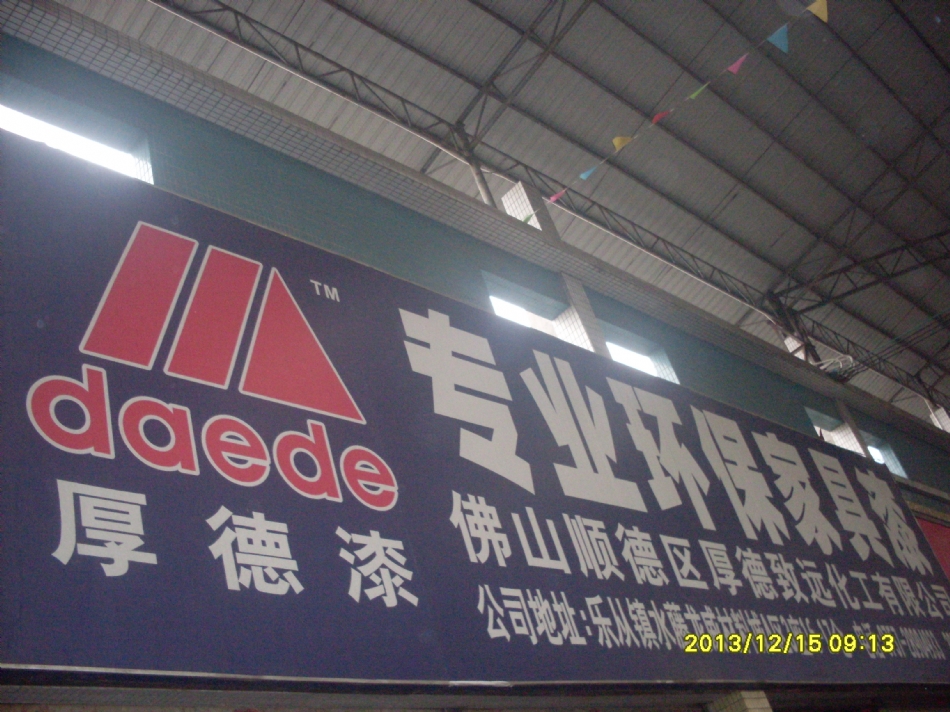 TM
daede
厚德漆
专业环保家具漆
佛山顺德区厚德致远化工有限公司
公司地址:乐从镇水藤
2013/12/15 09:13